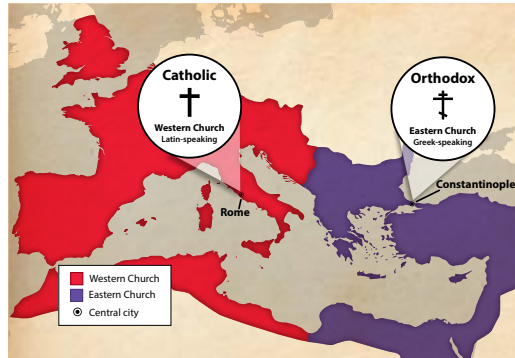 Catholic
Western Church
Latin-speaking
Orthodox
Eastern Church
Greek-speaking
Constantinople
Rome
Western Church
Eastern Church
Central city